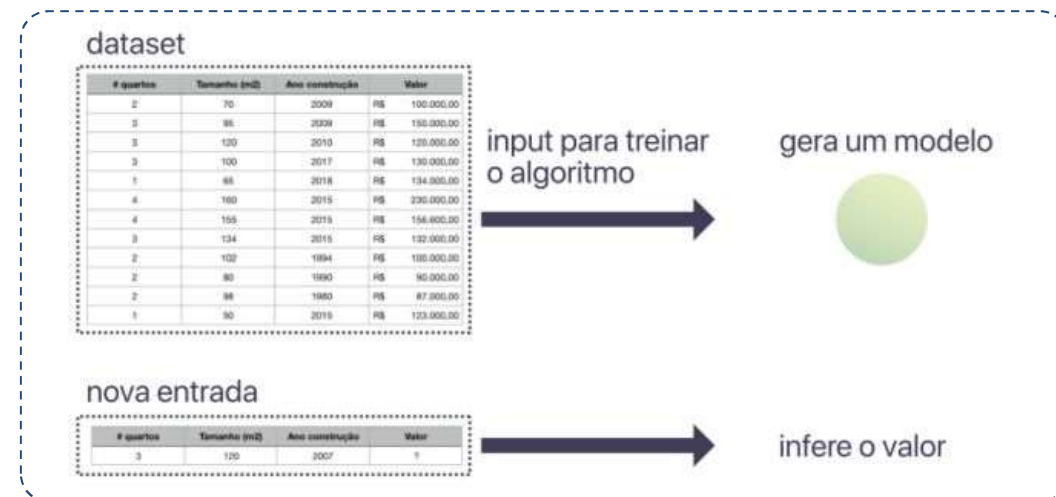 dataset
# quartos Tamanho (m2) Ano construção Valor
2 70 2009 R$ 100.000,00
3 95 2009 R$ 150.000,00
3 120 2010 R$ 120.000,00
3 100 2017 R$ 130.000,00
1 65 2018 R$ 134.000,00
4 160 2015 R$ 230.000,00
4 155 2015 R$ 156.600,00
3 134 2015 R$ 132.000,00
2 102 1994 R$ 100.000,00
2 80 1990 R$ 90.000,00
2 98 1980 R$ 87.000,00
1 50 2015 R$ 123.000,00
input para treinar
o algoritmo
gera um modelo
nova entrada
# quartos Tamanho (m2) Ano construção Valor
3 120 2007 ?
infere o valor